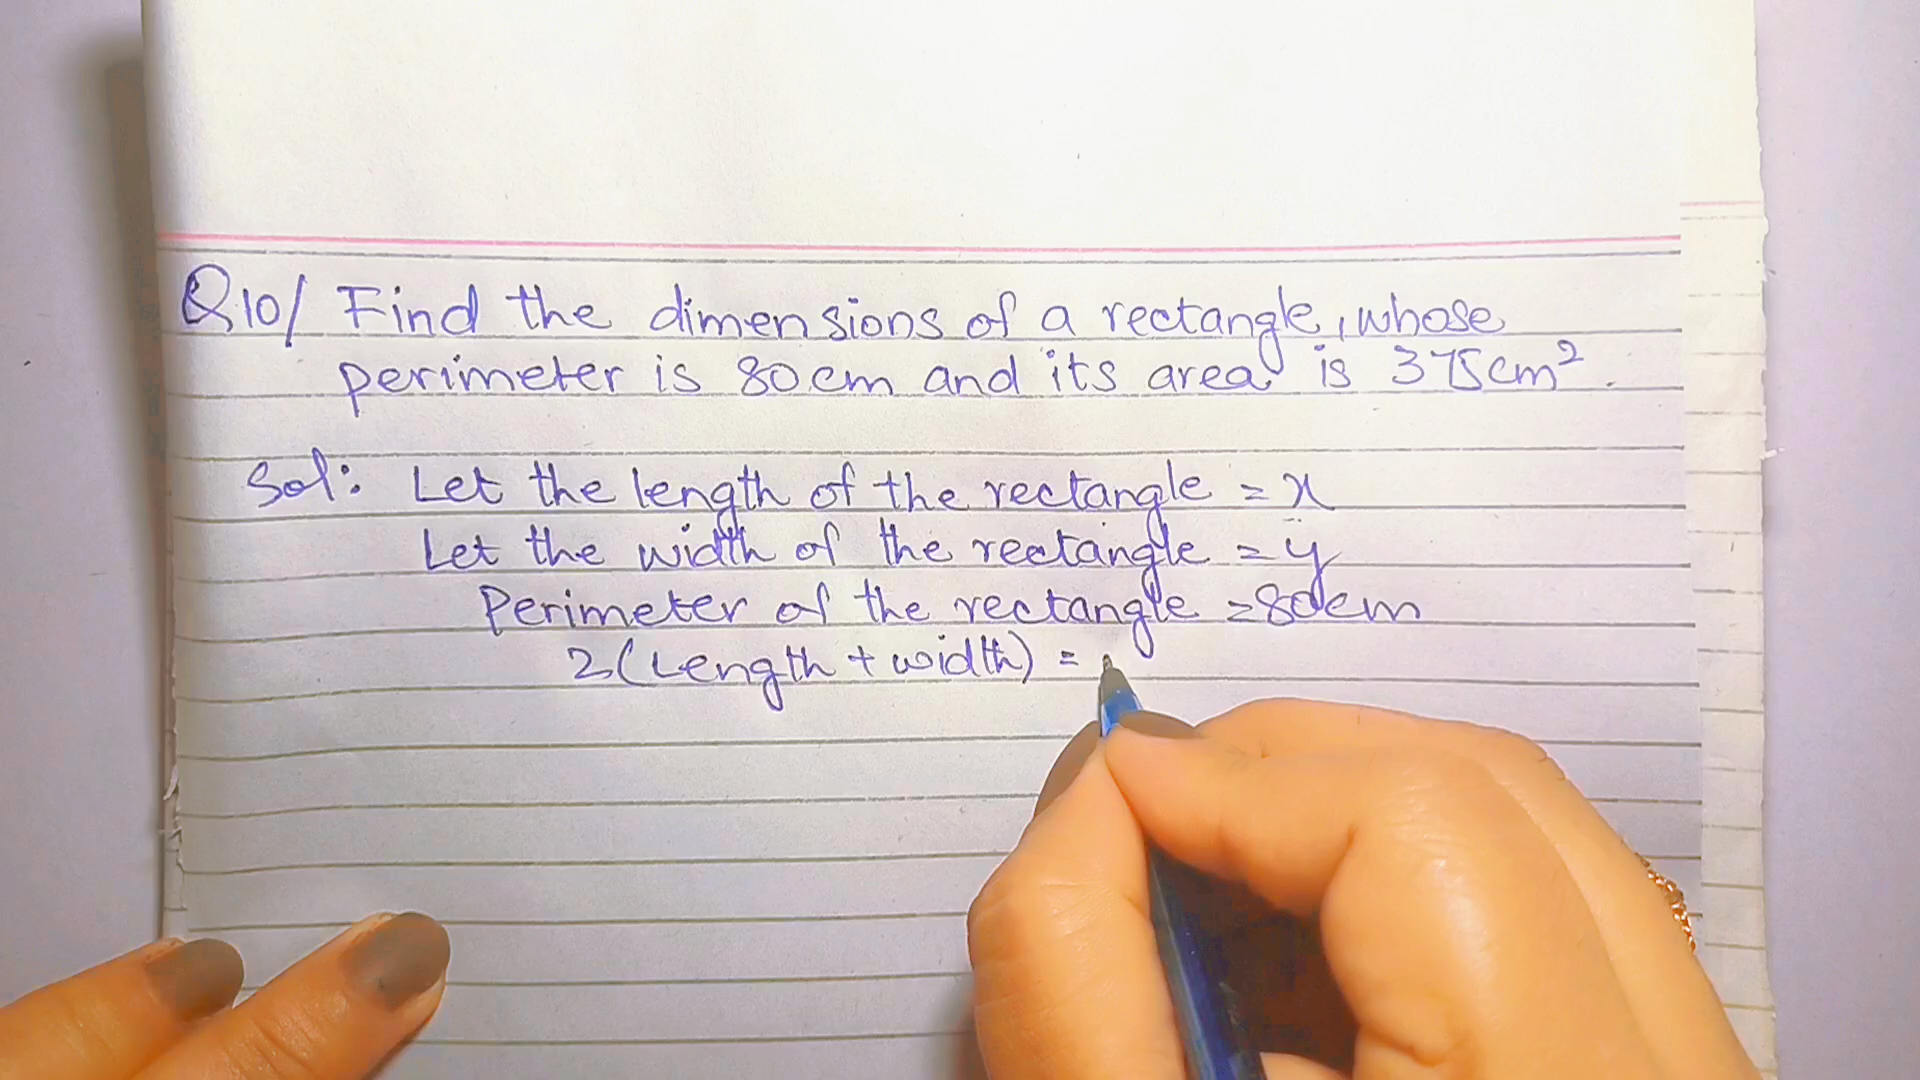 Q.10/ Find the dimensions of a rectangle, whose
perimeter is 80cm and its area is 375cm².
Sol: Let the length of the rectangle = x
Let the width of the rectangle = y
Perimeter of the rectangle = 80cm
2(Length + width) =